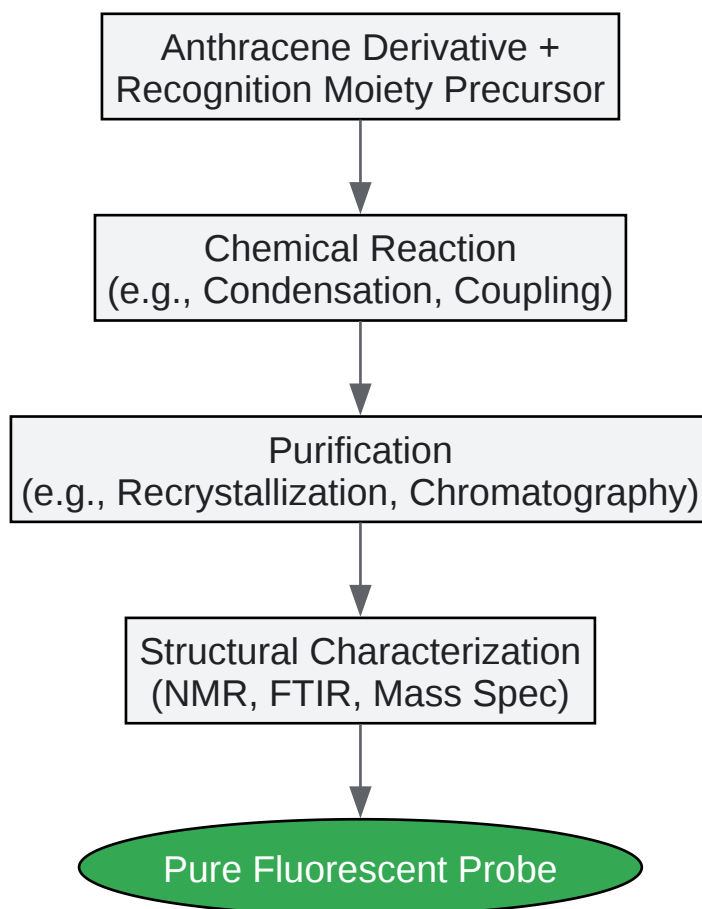 Anthracene Derivative +
Recognition Moiety Precursor
Chemical Reaction
(e.g., Condensation, Coupling)
Purification
(e.g., Recrystallization, Chromatography)
Structural Characterization
(NMR, FTIR, Mass Spec)
Pure Fluorescent Probe